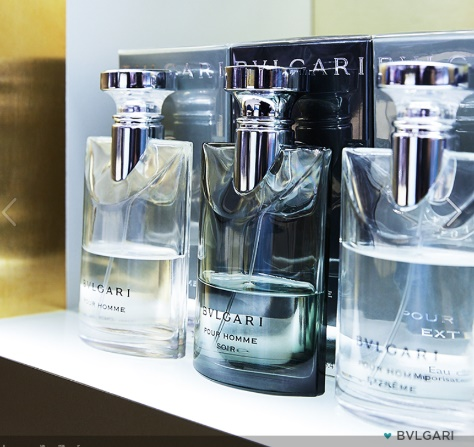 BVLGARI
BVLGARI
POUR HOMME
BVLGARI
POUR HOMME
SOIR
POUR
EXT
BVLGARI
POUR HOMME
EXTRÊME
Eau de
BVLGARI